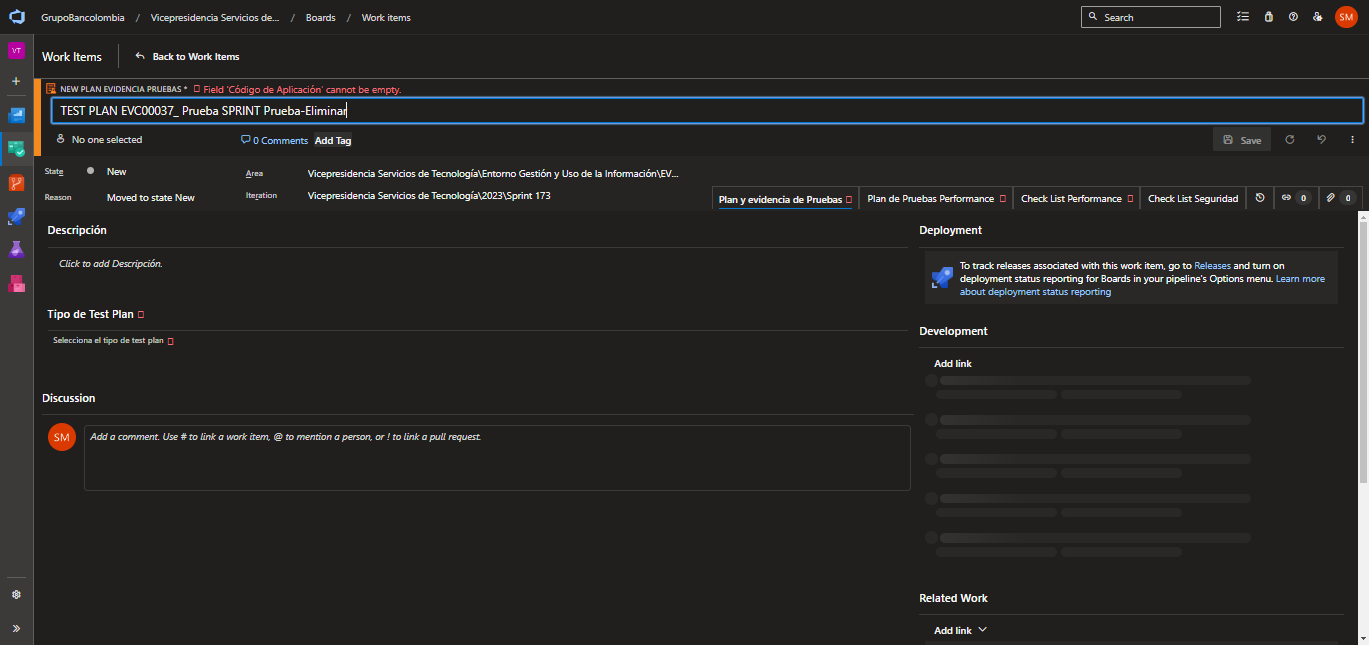 GrupoBancolombia / Vicepresidencia Servicios de... / Boards / Work items
Search
SM
VT
Work Items
Back to Work Items
NEW PLAN EVIDENCIA PRUEBAS * Field 'Código de Aplicación' cannot be empty.
TEST PLAN EVC00037_ Prueba SPRINT Prueba-Eliminar
No one selected
0 Comments
Add Tag
Save
State
New
Area
Vicepresidencia Servicios de Tecnología\Entorno Gestión y Uso de la Información\EV...
Reason
Moved to state New
Iteration
Vicepresidencia Servicios de Tecnología\2023\Sprint 173
Plan y evidencia de Pruebas
Plan de Pruebas Performance
Check List Performance
Check List Seguridad
0
0
Descripción
Click to add Descripción.
Tipo de Test Plan
Selecciona el tipo de test plan
Discussion
SM
Add a comment. Use # to link a work item, @ to mention a person, or ! to link a pull request.
Deployment
To track releases associated with this work item, go to Releases and turn on
deployment status reporting for Boards in your pipeline's Options menu. Learn more
about deployment status reporting
Development
Add link
Related Work
Add link